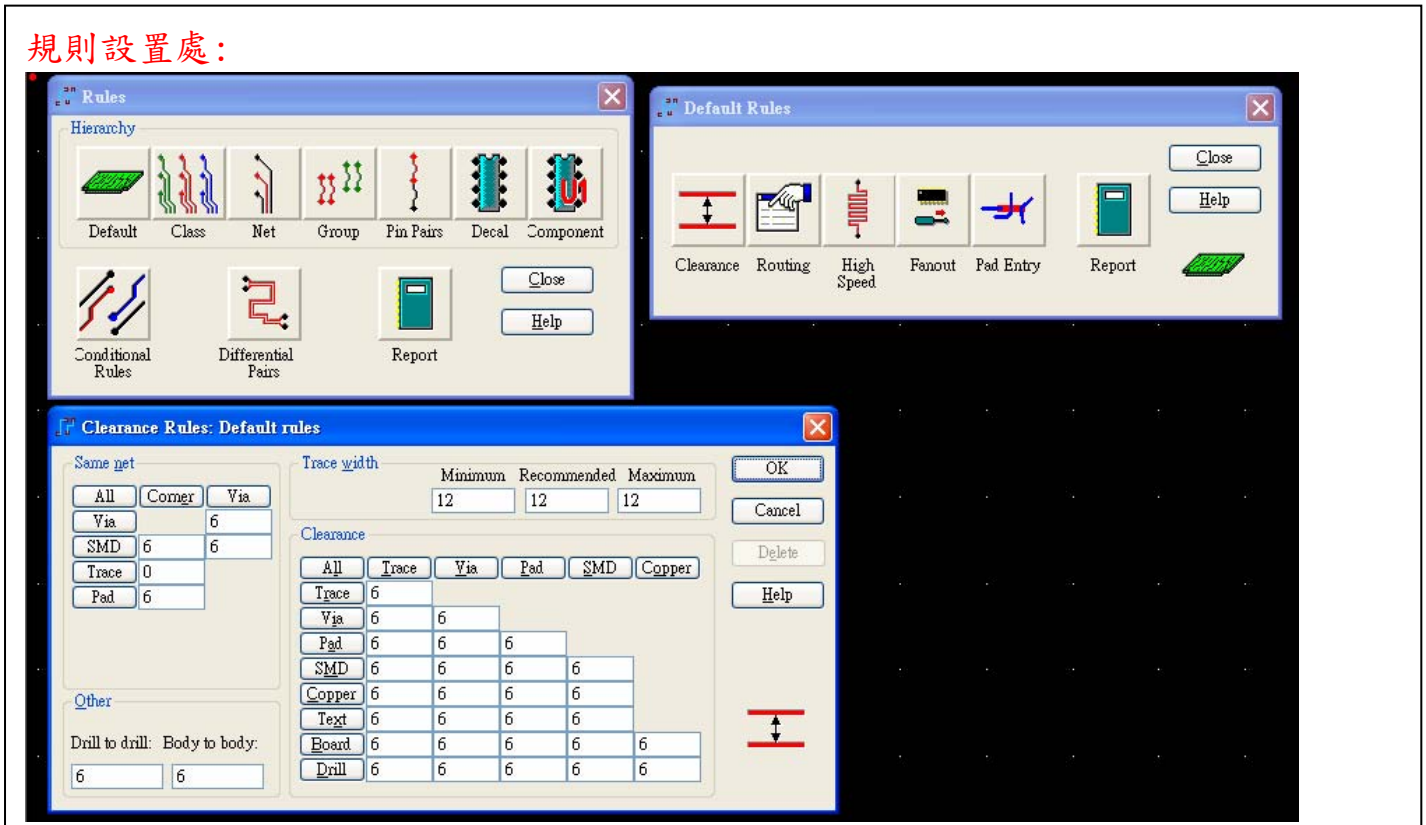 規則設置處:
Rules
Hierarchy
Default Class Net Group Pin Pairs Decal Component
Conditional Rules
Differential Pairs
Report
Close
Help
Default Rules
Clearance Routing High Speed Fanout Pad Entry Report
Close
Help
Clearance Rules: Default rules
Same net
All Corner Via
Via 6
SMD 6 6
Trace 0
Pad 6
Other
Drill to drill: Body to body:
6 6
Trace width
Minimum Recommended Maximum
12 12 12
Clearance
All Trace Via Pad SMD Copper
Trace 6
Via 6 6
Pad 6 6 6
SMD 6 6 6 6
Copper 6 6 6 6
Text 6 6 6 6
Board 6 6 6 6 6
Drill 6 6 6 6 6
OK
Cancel
Delete
Help